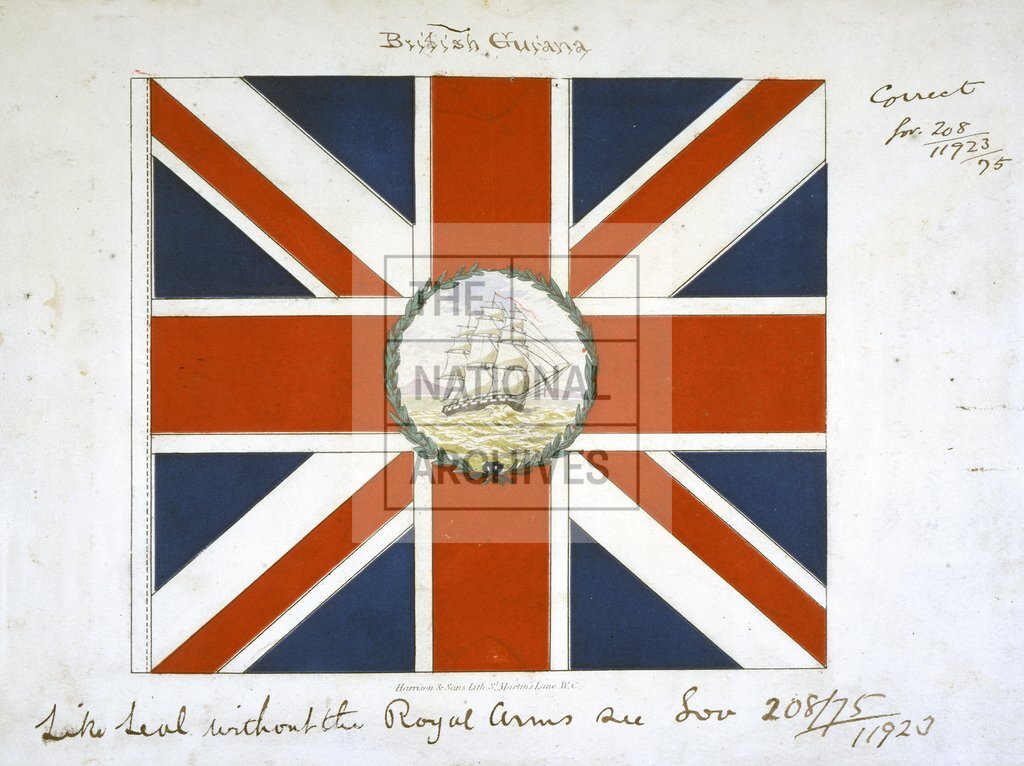 British Guiana
Correct
Gov. 208
11923
75
THE
NATIONAL
ARCHIVES
Harrison & Sons Lith. St. Martins Lane W.C.
Like Seal without the Royal Arms see Gov 208/75
11923